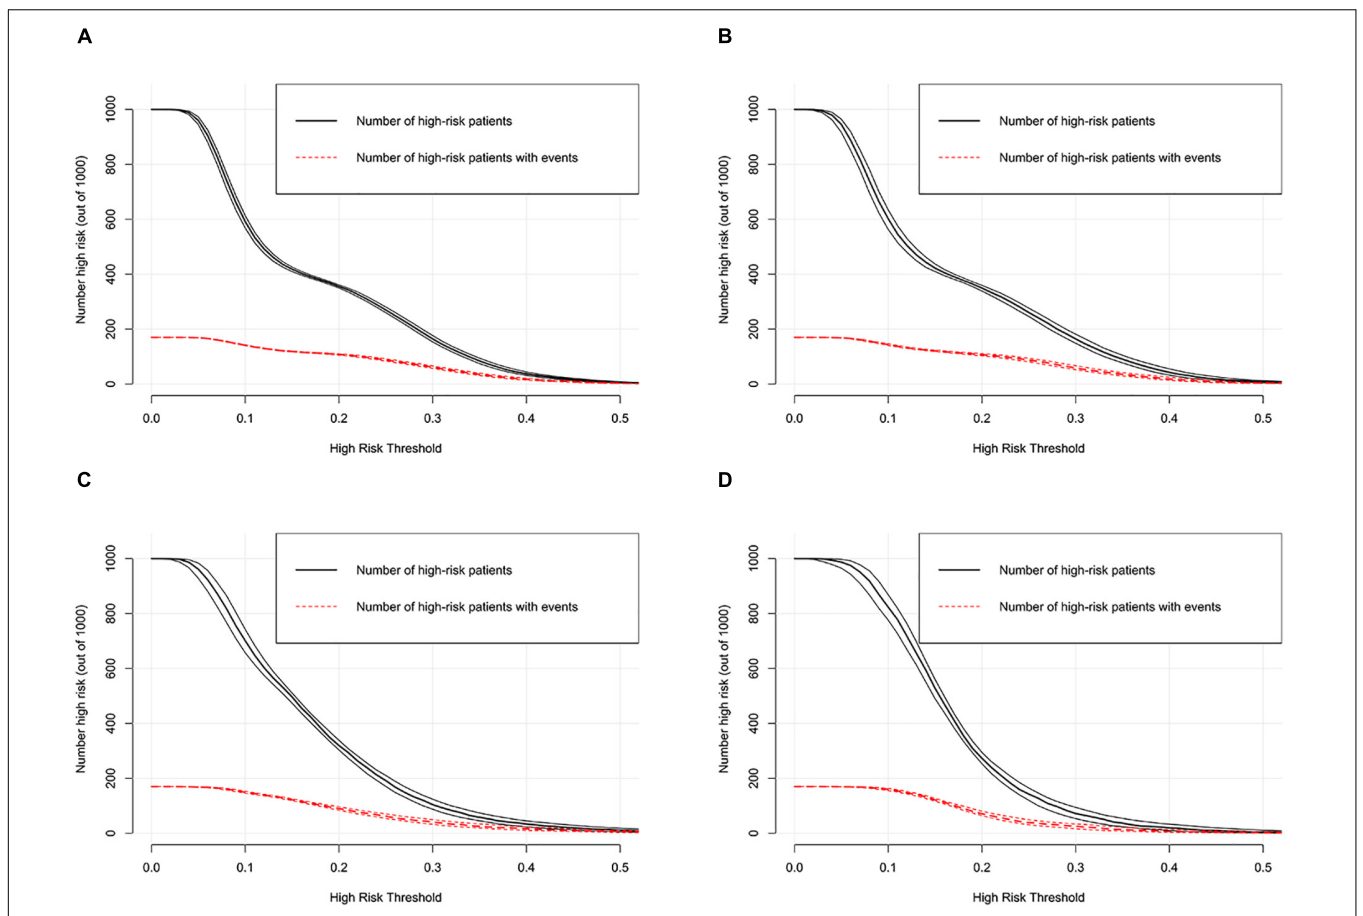 A
B
Number of high-risk patients
Number of high-risk patients with events
Number high risk (out of 1000)
1000
800
600
400
200
0
0.0 0.1 0.2 0.3 0.4 0.5
High Risk Threshold
Number of high-risk patients
Number of high-risk patients with events
Number high risk (out of 1000)
1000
800
600
400
200
0
0.0 0.1 0.2 0.3 0.4 0.5
High Risk Threshold
C
D
Number of high-risk patients
Number of high-risk patients with events
Number high risk (out of 1000)
1000
800
600
400
200
0
0.0 0.1 0.2 0.3 0.4 0.5
High Risk Threshold
Number of high-risk patients
Number of high-risk patients with events
Number high risk (out of 1000)
1000
800
600
400
200
0
0.0 0.1 0.2 0.3 0.4 0.5
High Risk Threshold